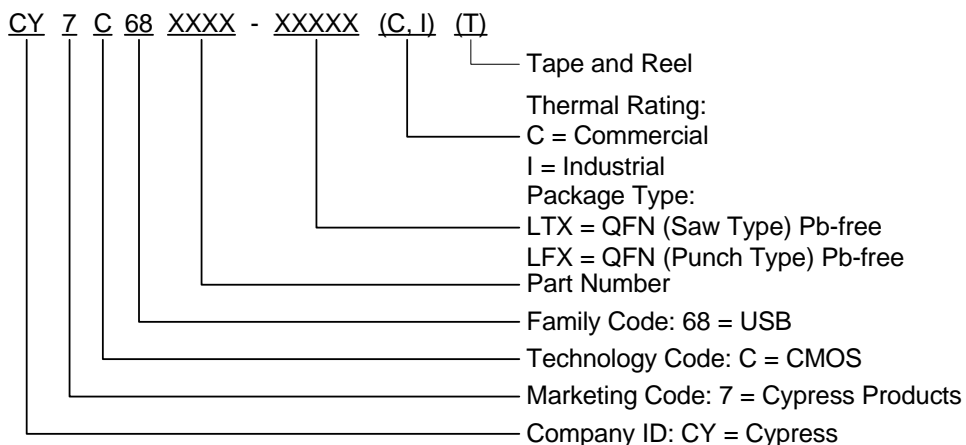 CY 7 C 68 XXXX - XXXXX (C, I) (T)
Tape and Reel
Thermal Rating:
C = Commercial
I = Industrial
Package Type:
LTX = QFN (Saw Type) Pb-free
LFX = QFN (Punch Type) Pb-free
Part Number
Family Code: 68 = USB
Technology Code: C = CMOS
Marketing Code: 7 = Cypress Products
Company ID: CY = Cypress